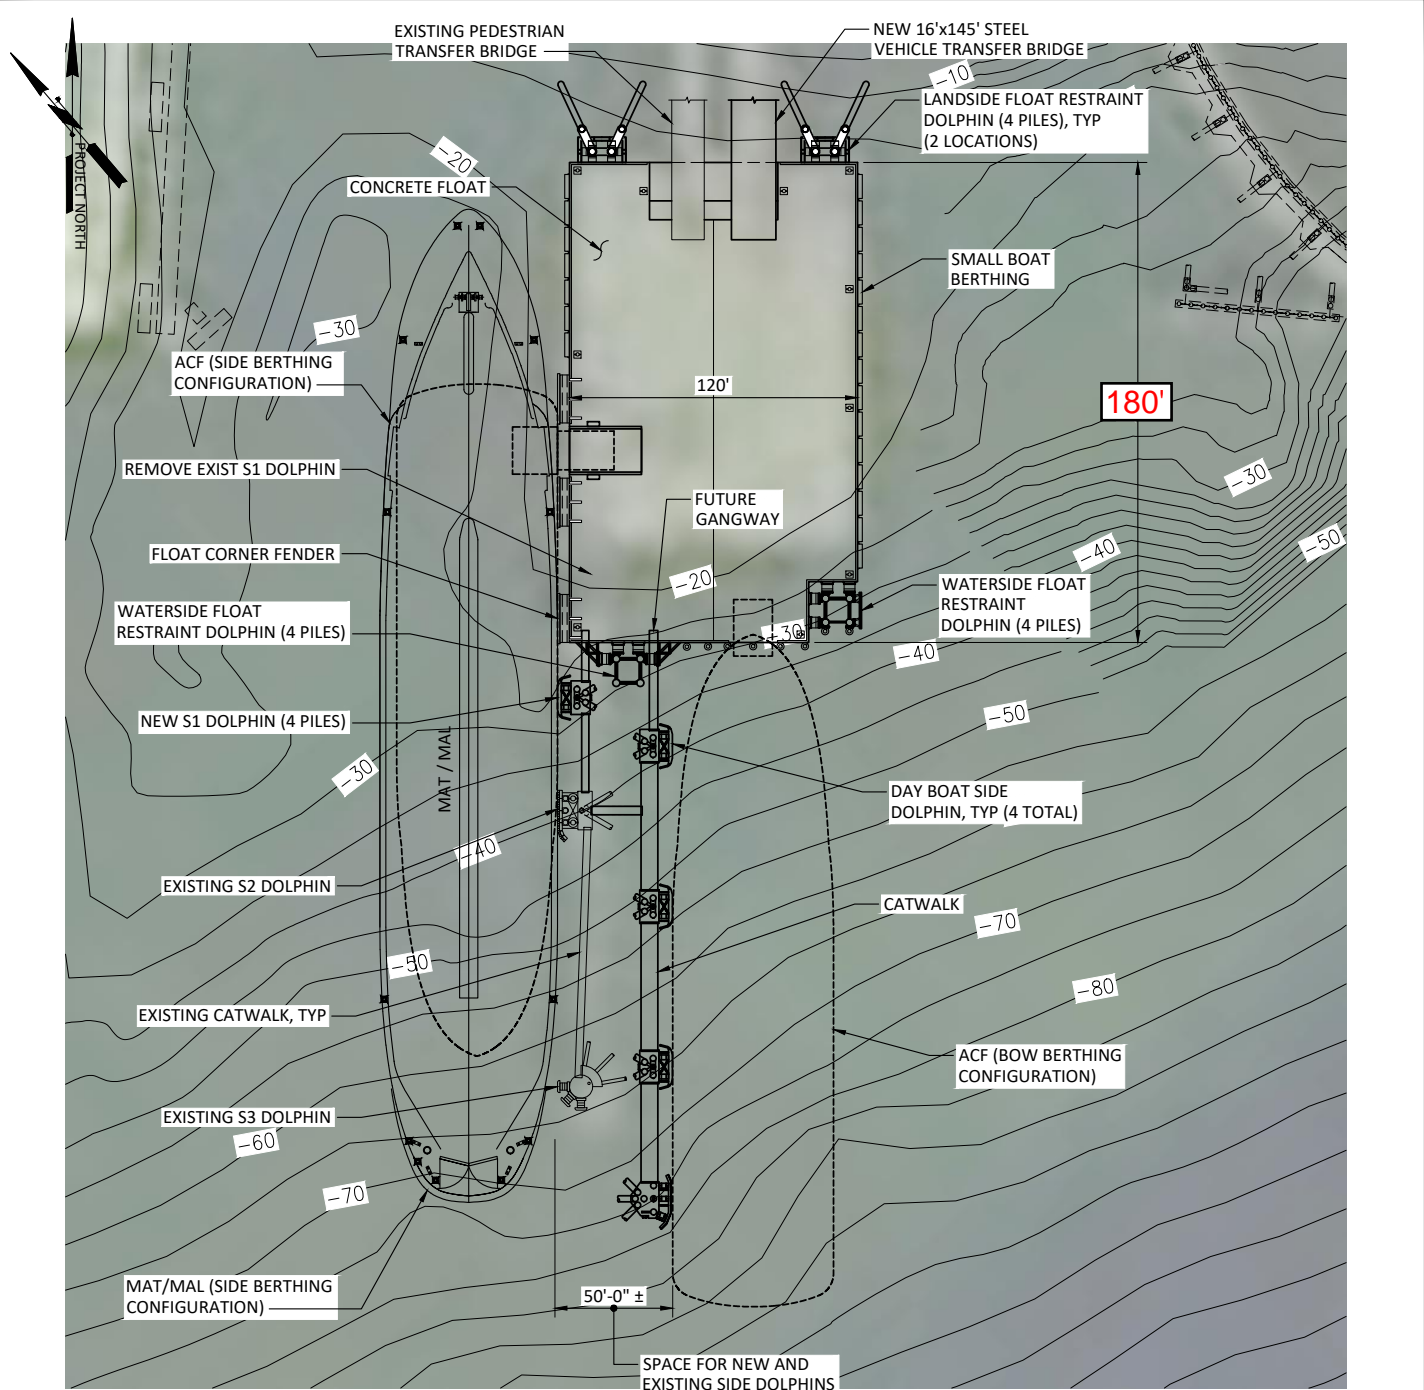 EXISTING PEDESTRIAN
TRANSFER BRIDGE
NEW 16'x145' STEEL
VEHICLE TRANSFER BRIDGE
-10
LANDSIDE FLOAT RESTRAINT
DOLPHIN (4 PILES), TYP
(2 LOCATIONS)
PROJECT NORTH
-20
CONCRETE FLOAT
SMALL BOAT
BERTHING
-30
ACF (SIDE BERTHING
CONFIGURATION)
120'
180'
REMOVE EXIST S1 DOLPHIN
-30
FUTURE
GANGWAY
-50
FLOAT CORNER FENDER
-40
-20
WATERSIDE FLOAT
RESTRAINT
DOLPHIN (4 PILES)
WATERSIDE FLOAT
RESTRAINT DOLPHIN (4 PILES)
-30
-40
NEW S1 DOLPHIN (4 PILES)
-50
MAT / MAL
-30
DAY BOAT SIDE
DOLPHIN, TYP (4 TOTAL)
-40
EXISTING S2 DOLPHIN
CATWALK
-70
-50
-80
EXISTING CATWALK, TYP
ACF (BOW BERTHING
CONFIGURATION)
EXISTING S3 DOLPHIN
-60
-70
MAT/MAL (SIDE BERTHING
CONFIGURATION)
50'-0" ±
SPACE FOR NEW AND
EXISTING SIDE DOLPHINS